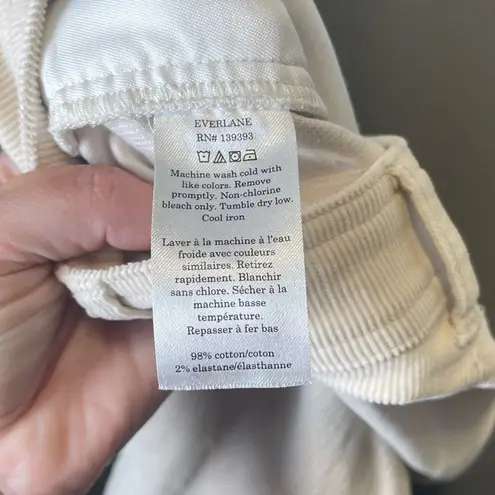 EVERLANE
RN# 139393
Machine wash cold with
like colors. Remove
promptly. Non-chlorine
bleach only. Tumble dry low.
Cool iron
Laver à la machine à l'eau
froide avec couleurs
similaires. Retirez
rapidement. Blanchir
sans chlore. Sécher à la
machine basse
température.
Repasser à fer bas
98% cotton/coton
2% elastane/élasthanne